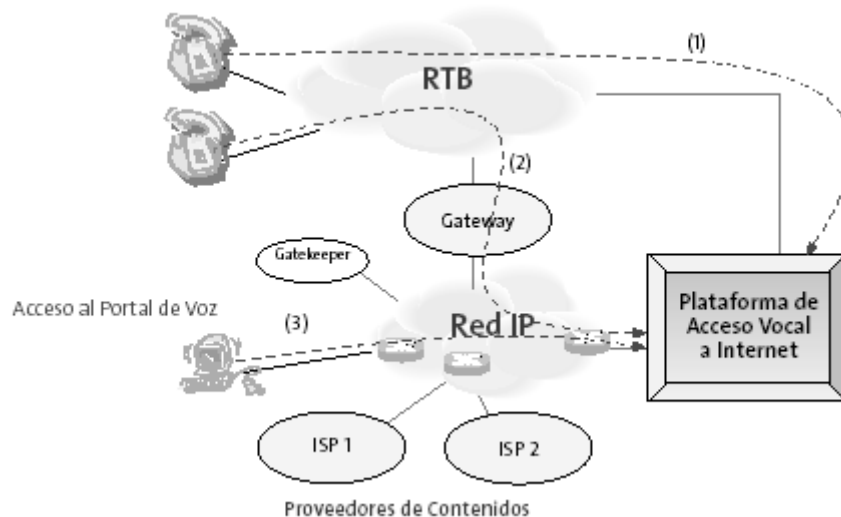 (1)
RTB
(2)
Gateway
Gatekeeper
Acceso al Portal de Voz
(3)
Red IP
Plataforma de
Acceso Vocal
a Internet
ISP 1
ISP 2
Proveedores de Contenidos